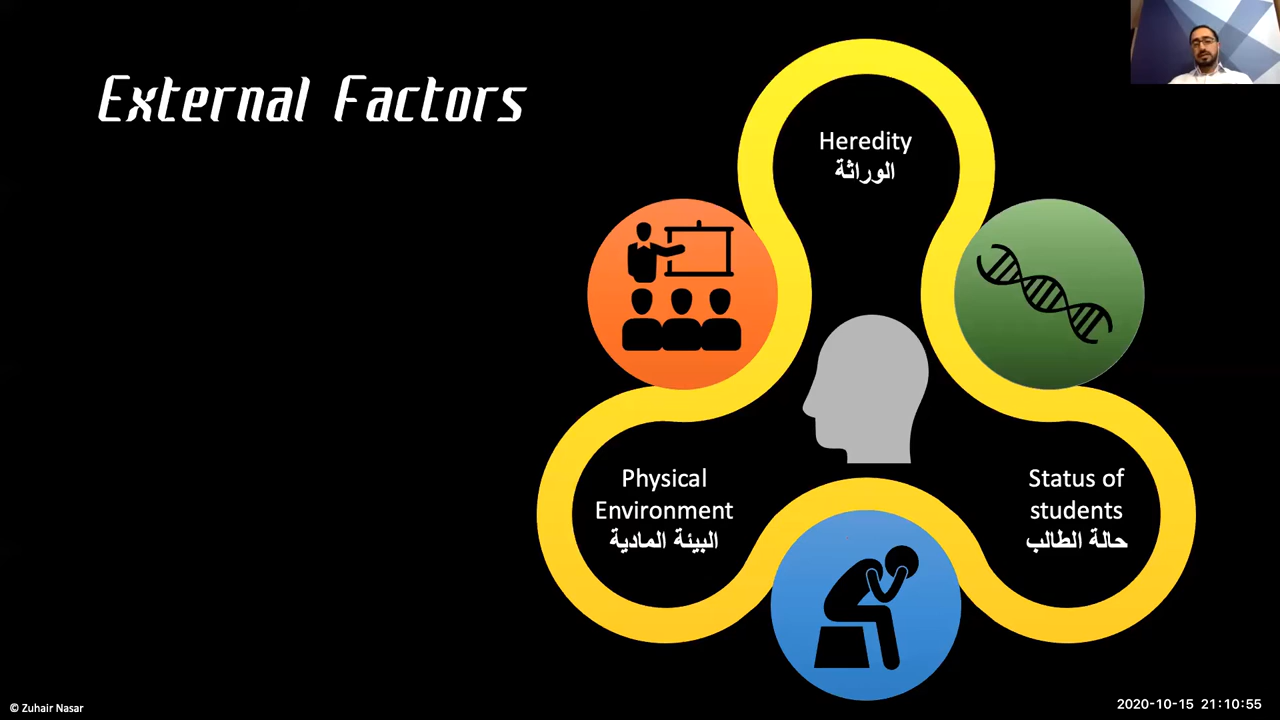 External Factors
Heredity
الوراثة
Physical
Environment
البيئة المادية
Status of
students
حالة الطالب
© Zuhair Nasar
2020-10-15 21:10:55